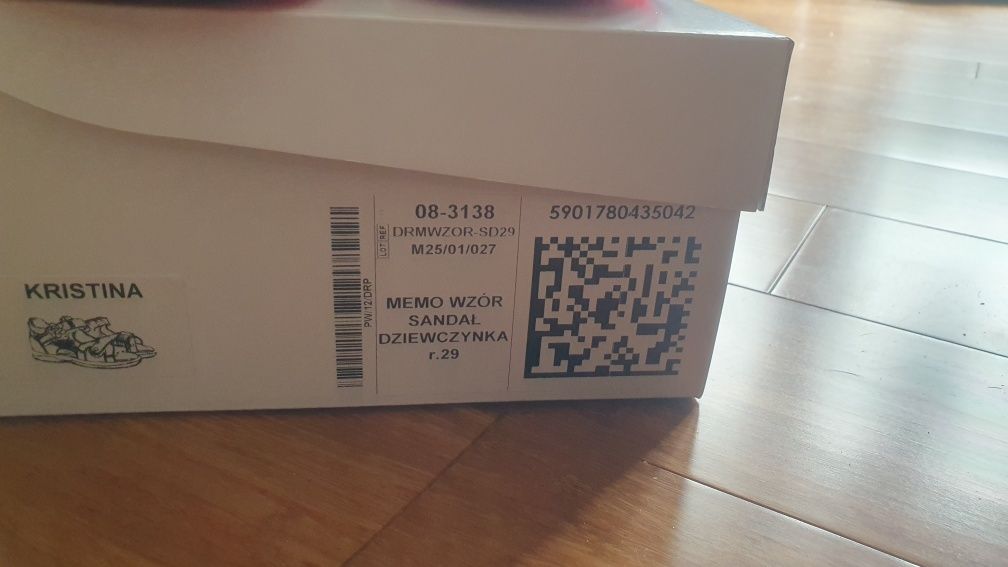 KRISTINA
PW/12/DRP
LOT REF
08-3138
DRMWZOR-SD29
M25/01/027
MEMO WZÓR
SANDAŁ
DZIEWCZYNKA
r.29
5901780435042